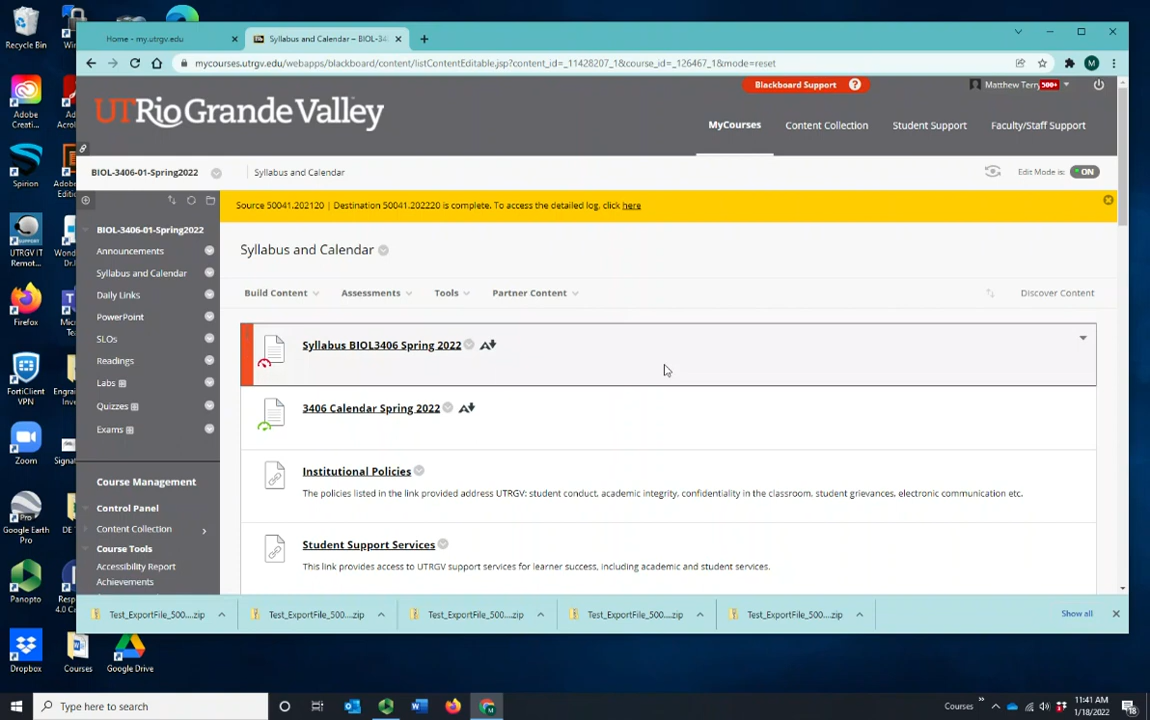 Recycle Bin
Adobe Creati...
Adobe
Acro
Spirion
Adobe
Editi
UTRGV IT Remot...
Firefox
FortiClient VPN
Zoom
Google Earth Pro
Panopto
Dropbox
Courses
Google Drive
Home - my.utrgv.edu
Syllabus and Calendar – BIOL-34
mycourses.utrgv.edu/webapps/blackboard/content/listContentEditable.jsp?content_id=_11428207_1&course_id=_126467_1&mode=reset
M
Blackboard Support ?
Matthew Terry 500+
UTRio Grande Valley
MyCourses
Content Collection
Student Support
Faculty/Staff Support
BIOL-3406-01-Spring2022
Syllabus and Calendar
Edit Mode is: ON
Source 50041.202120 | Destination 50041.202220 is complete. To access the detailed log, click here
BIOL-3406-01-Spring2022
Announcements
Syllabus and Calendar
Daily Links
PowerPoint
SLOs
Readings
Labs
Quizzes
Exams
Course Management
Control Panel
Content Collection
Course Tools
Accessibility Report
Achievements
Syllabus and Calendar
Build Content
Assessments
Tools
Partner Content
Discover Content
Syllabus BIOL3406 Spring 2022
3406 Calendar Spring 2022
Institutional Policies
The policies listed in the link provided address UTRGV: student conduct, academic integrity, confidentiality in the classroom, student grievances, electronic communication etc.
Student Support Services
This link provides access to UTRGV support services for learner success, including academic and student services.
Test_ExportFile_500....zip
Test_ExportFile_500....zip
Test_ExportFile_500....zip
Test_ExportFile_500....zip
Test_ExportFile_500....zip
Show all
Type here to search
Courses
11:41 AM
1/18/2022
18